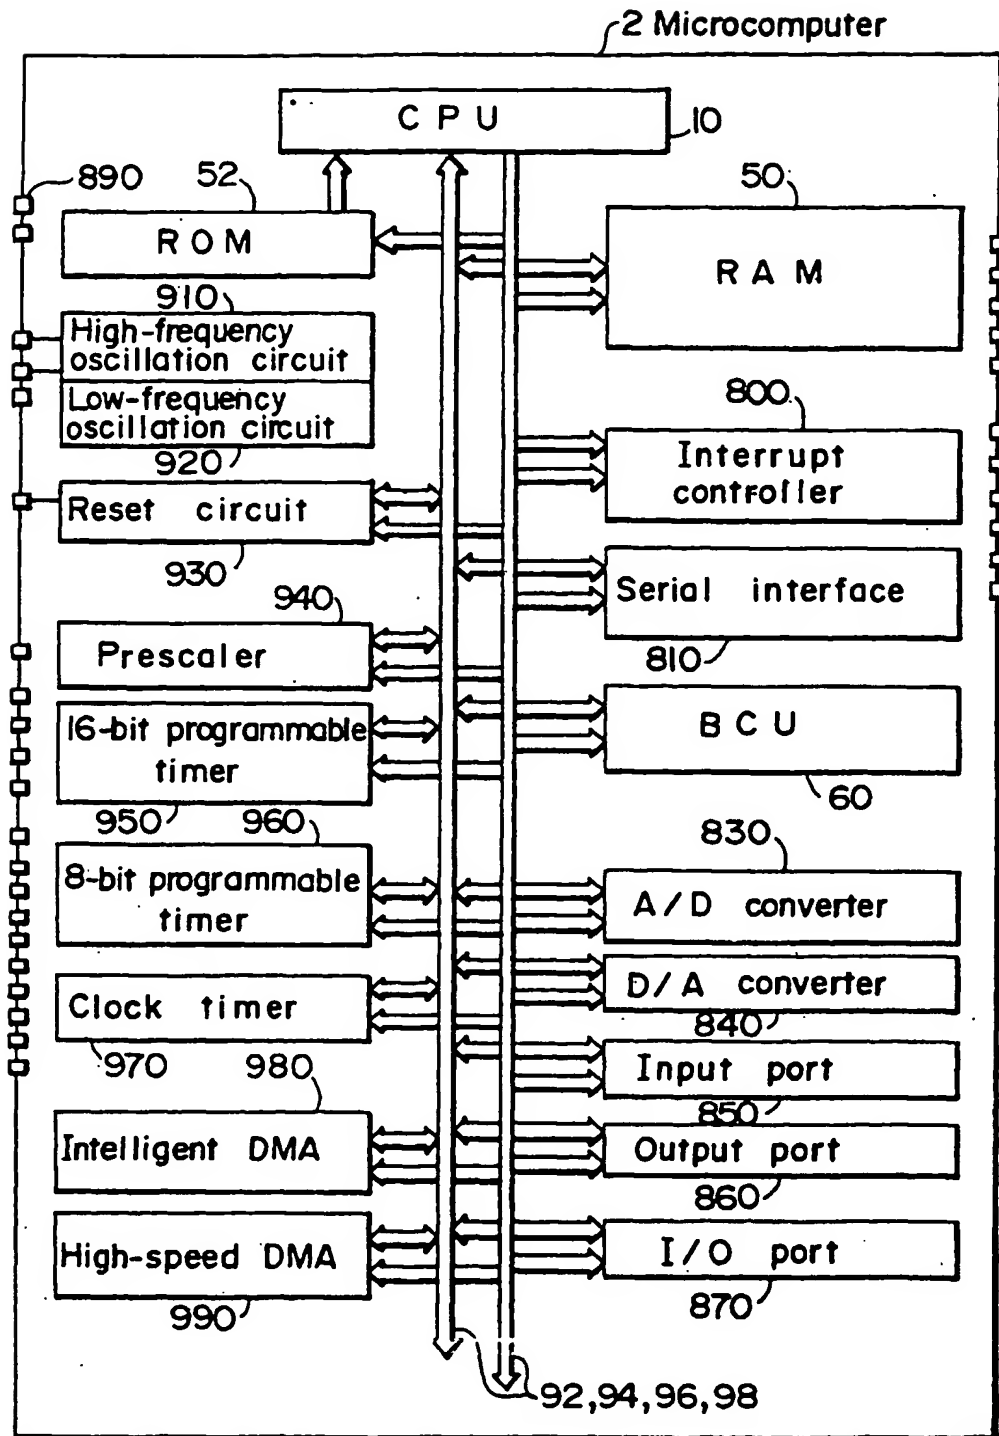 2 Microcomputer
CPU
10
890
52
50
ROM
RAM
910
High-frequency
oscillation circuit
Low-frequency
oscillation circuit
920
800
Interrupt
controller
Reset circuit
930
Serial interface
810
940
Prescaler
BCU
60
16-bit programmable
timer
950
960
830
8-bit programmable
timer
A/D converter
D/A converter
840
Clock timer
970
980
Input port
850
Intelligent DMA
Output port
860
High-speed DMA
990
I/O port
870
92,94,96,98